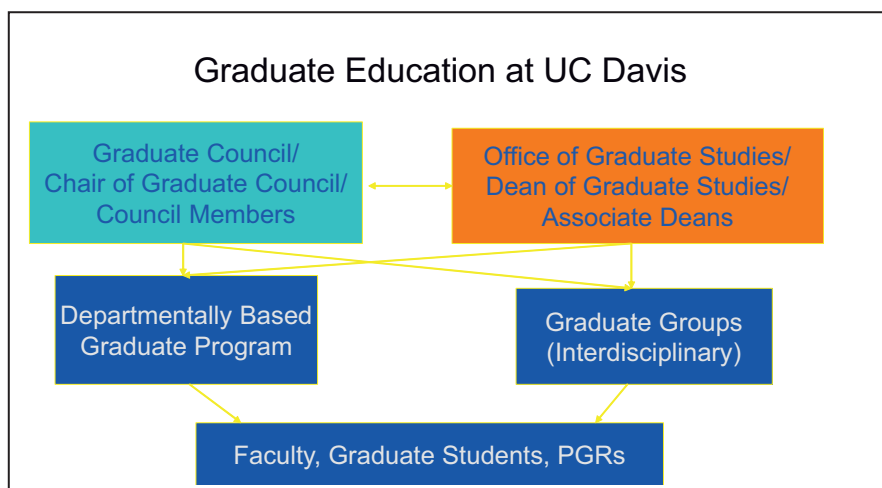 Graduate Education at UC Davis
Graduate Council/
Chair of Graduate Council/
Council Members
Office of Graduate Studies/
Dean of Graduate Studies/
Associate Deans
Departmentally Based
Graduate Program
Graduate Groups
(Interdisciplinary)
Faculty, Graduate Students, PGRs